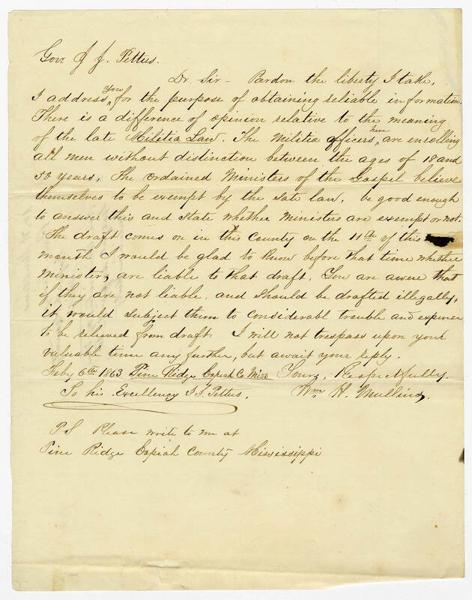 Gov. J. J. Pettus.
Dr. Sir - Pardon the liberty I take,
I address you for the purpose of obtaining reliable information.
There is a difference of opinion relative to the meaning
of the late Militia Law. The Militia officers here are enrolling
all men without distinction between the ages of 18 and
50 years. The ordained Ministers of the Gospel believe
themselves to be exempt by the late law. be good enough
to answer this and state whether Ministers are exempt or not.
The draft comes on in this County on the 11th of this
month I would be glad to know before that time whether
Ministers are liable to that draft. You are aware that
if they are not liable, and should be drafted illegally,
it would subject them to considerable trouble and expense
to be relieved from draft. I will not trespass upon your
valuable time any further, but await your reply.
Feby 6th 1863 Pine Ridge Copiah Co Miss Yours, Respectfully
To his Excellency J. J. Pettus. Wm. H. Mullins,
P S Please write to me at
Pine Ridge Copiah County Mississippi